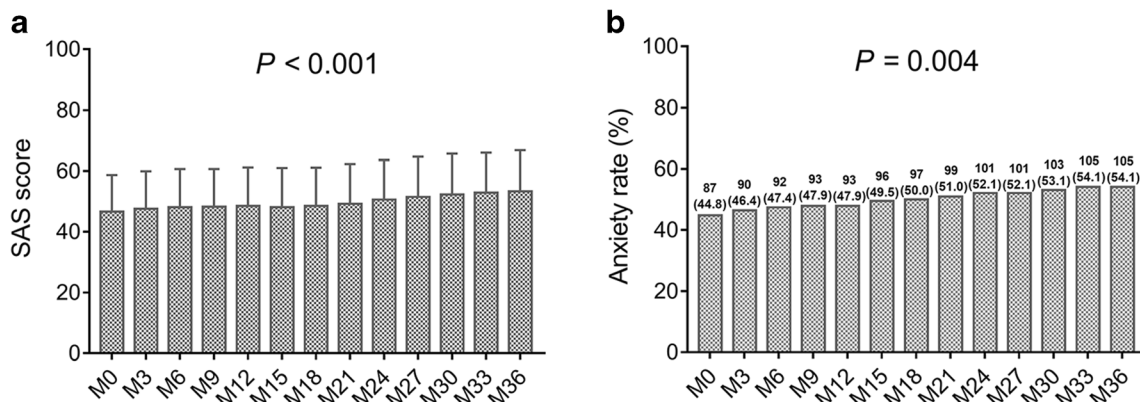 a
P < 0.001
SAS score
100
80
60
40
20
0
M0 M3 M6 M9 M12 M15 M18 M21 M24 M27 M30 M33 M36
b
P = 0.004
Anxiety rate (%)
100
80
60
40
20
0
87 90 92 93 93 96 97 99 101 101 103 105 105
(44.8) (46.4) (47.4) (47.9) (47.9) (49.5) (50.0) (51.0) (52.1) (52.1) (53.1) (54.1) (54.1)
M0 M3 M6 M9 M12 M15 M18 M21 M24 M27 M30 M33 M36